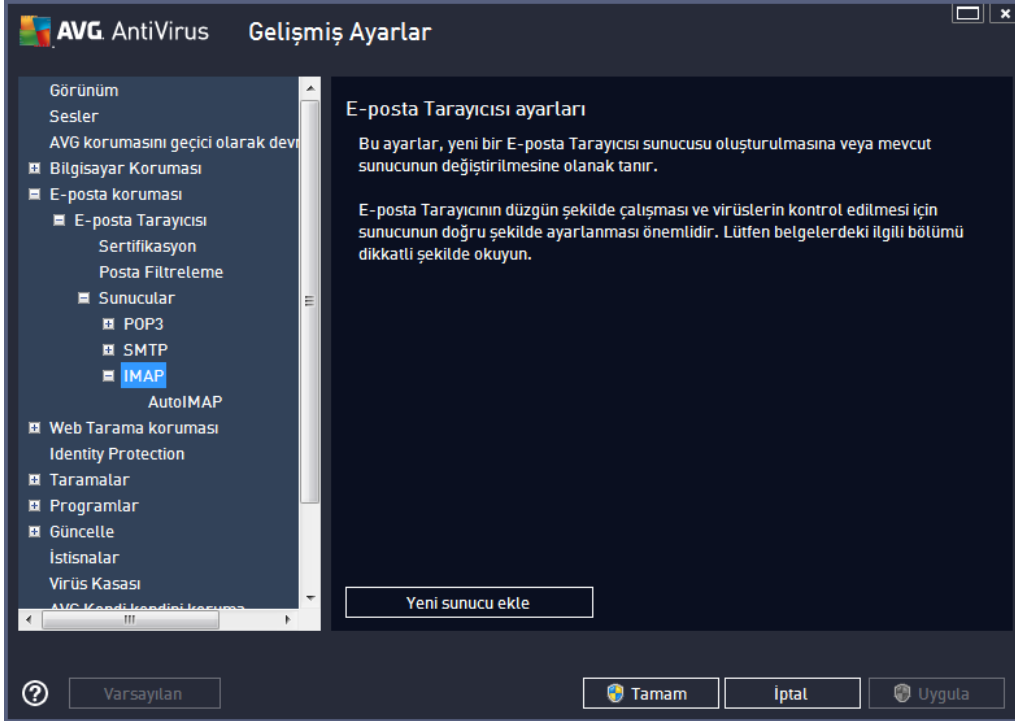 AVG AntiVirus Gelişmiş Ayarlar
Görünüm
Sesler
AVG korumasını geçici olarak devr
Bilgisayar Koruması
E-posta koruması
E-posta Tarayıcısı
Sertifikasyon
Posta Filtreleme
Sunucular
POP3
SMTP
IMAP
AutoIMAP
Web Tarama koruması
Identity Protection
Taramalar
Programlar
Güncelle
İstisnalar
Virüs Kasası
AVG Kendi kendini koruma
E-posta Tarayıcısı ayarları
Bu ayarlar, yeni bir E-posta Tarayıcısı sunucusu oluşturulmasına veya mevcut
sunucunun değiştirilmesine olanak tanır.
E-posta Tarayıcının düzgün şekilde çalışması ve virüslerin kontrol edilmesi için
sunucunun doğru şekilde ayarlanması önemlidir. Lütfen belgelerdeki ilgili bölümü
dikkatli şekilde okuyun.
Yeni sunucu ekle
Varsayılan
Tamam
İptal
Uygula